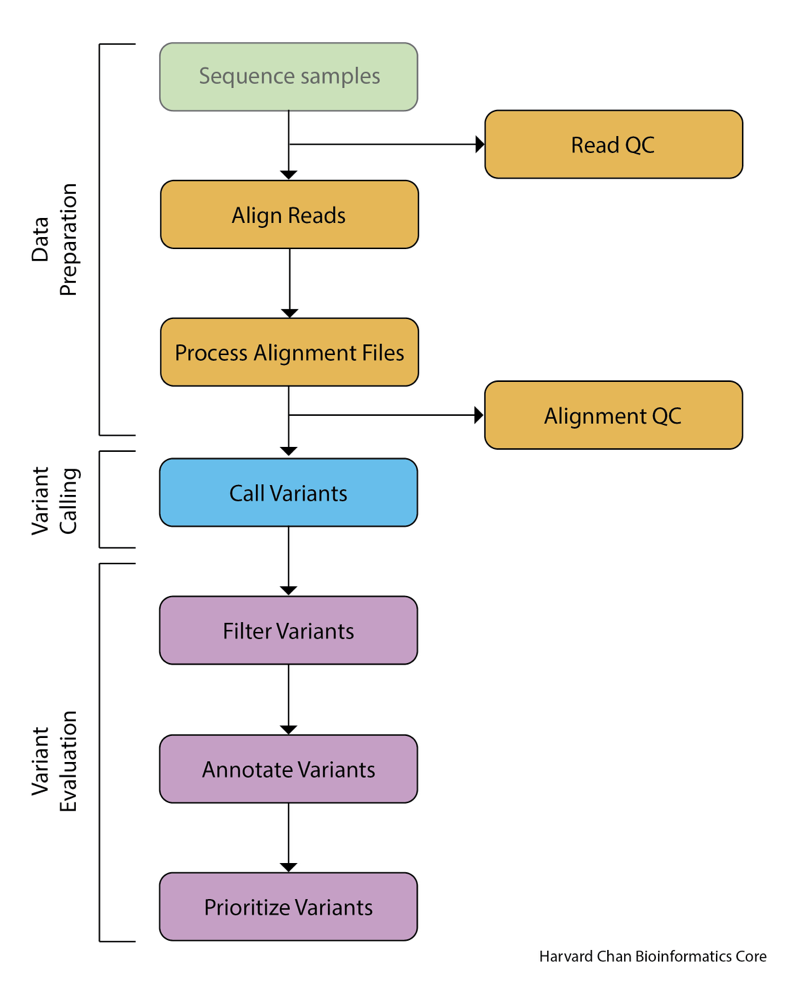 Sequence samples
Read QC
Align Reads
Data
Preparation
Process Alignment Files
Alignment QC
Call Variants
Variant
Calling
Filter Variants
Annotate Variants
Variant
Evaluation
Prioritize Variants
Harvard Chan Bioinformatics Core